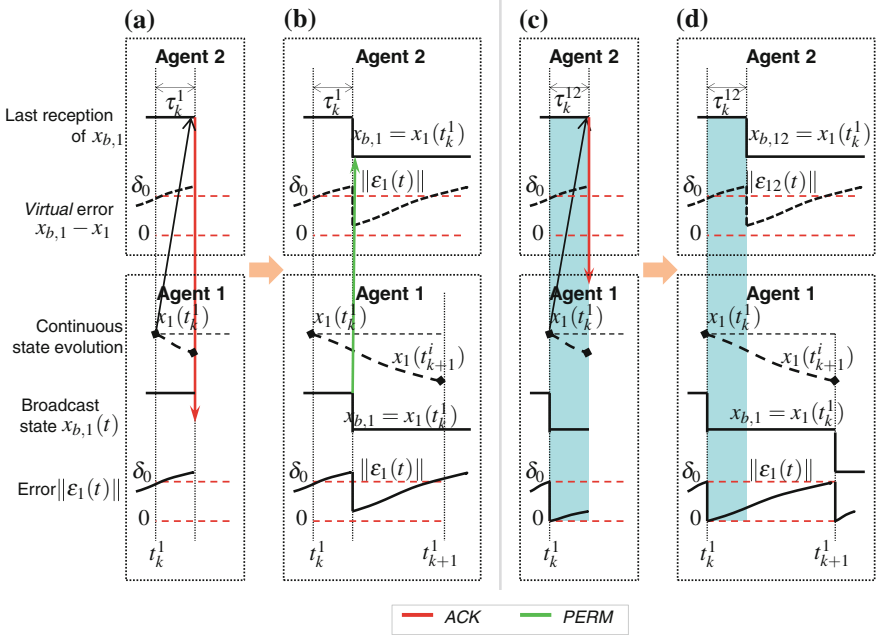 (a) (b) (c) (d)
Agent 2 Agent 2 Agent 2 Agent 2
τ_k^1 τ_k^1 τ_k^12 τ_k^12
Last reception
of x_{b,1}
x_{b,1} = x_1(t_k^1) x_{b,12} = x_1(t_k^1)
δ_0 δ_0 ‖ε_1(t)‖ δ_0 δ_0 ‖ε_12(t)‖
Virtual error
x_{b,1} − x_1
0 0 0 0
Agent 1 Agent 1 Agent 1 Agent 1
x_1(t_k^1) x_1(t_k^1) x_1(t_k^1) x_1(t_k^1)
Continuous
state evolution
x_1(t_{k+1}^i) x_1(t_{k+1}^i)
Broadcast
state x_{b,1}(t)
x_{b,1} = x_1(t_k^1) x_{b,1} = x_1(t_k^1)
Error ‖ε_1(t)‖
δ_0 δ_0 ‖ε_1(t)‖ δ_0 δ_0 ‖ε_1(t)‖
0 0 0 0
t_k^1 t_k^1 t_{k+1}^1 t_k^1 t_k^1 t_{k+1}^1
ACK PERM